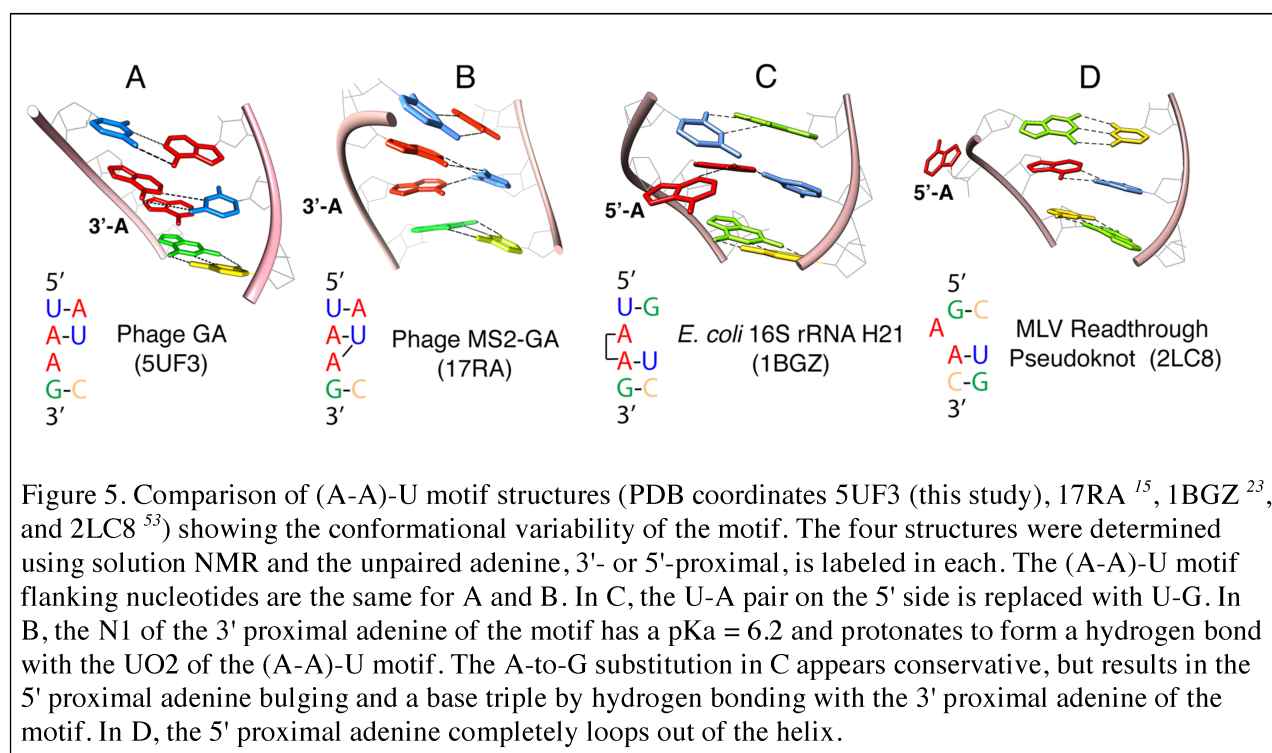 A B C D
3'-A
3'-A
5'-A
5'-A
5'
U-A
A-U
A
G-C
3'
Phage GA
(5UF3)
5'
U-A
A-U
A
G-C
3'
Phage MS2-GA
(17RA)
5'
U-G
A
A-U
G-C
3'
E. coli 16S rRNA H21
(1BGZ)
5'
G-C
A
A-U
C-G
3'
MLV Readthrough
Pseudoknot (2LC8)
Figure 5. Comparison of (A-A)-U motif structures (PDB coordinates 5UF3 (this study), 17RA 15, 1BGZ 23,
and 2LC8 53) showing the conformational variability of the motif. The four structures were determined
using solution NMR and the unpaired adenine, 3'- or 5'-proximal, is labeled in each. The (A-A)-U motif
flanking nucleotides are the same for A and B. In C, the U-A pair on the 5' side is replaced with U-G. In
B, the N1 of the 3' proximal adenine of the motif has a pKa = 6.2 and protonates to form a hydrogen bond
with the UO2 of the (A-A)-U motif. The A-to-G substitution in C appears conservative, but results in the
5' proximal adenine bulging and a base triple by hydrogen bonding with the 3' proximal adenine of the
motif. In D, the 5' proximal adenine completely loops out of the helix.